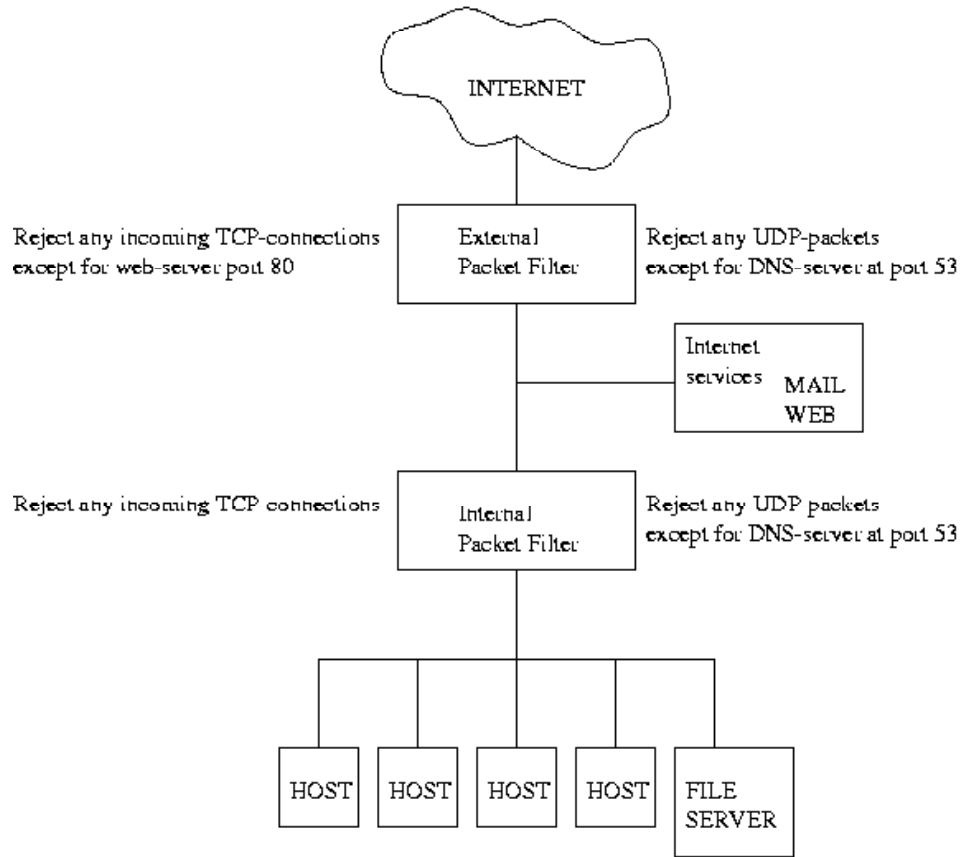 INTERNET
Reject any incoming TCP-connections
except for web-server port 80
External
Packet Filter
Reject any UDP-packets
except for DNS-server at port 53
Internet
services
MAIL
WEB
Reject any incoming TCP connections
Internal
Packet Filter
Reject any UDP packets
except for DNS-server at port 53
HOST
HOST
HOST
HOST
FILE
SERVER